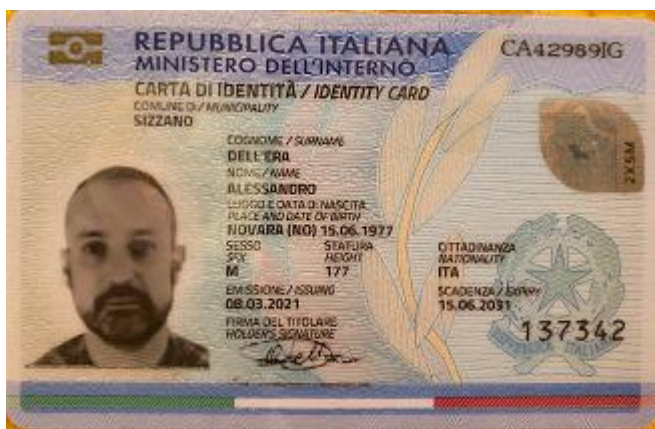 REPUBBLICA ITALIANA
CA42989IG
MINISTERO DELL'INTERNO
CARTA DI IDENTITÀ / IDENTITY CARD
COMUNE DI / MUNICIPALITY
SIZZANO
COGNOME / SURNAME
DELL'ERA
NOME / NAME
ALESSANDRO
LUOGO E DATA DI NASCITA
PLACE AND DATE OF BIRTH
NOVARA (NO) 15.06.1977
SESSO STATURA CITTADINANZA
SEX HEIGHT NATIONALITY
M 177 ITA
EMISSIONE / ISSUING SCADENZA / EXPIRY
08.03.2021 15.06.2031
FIRMA DEL TITOLARE
HOLDER'S SIGNATURE
137342
REPUBBLICA ITALIANA